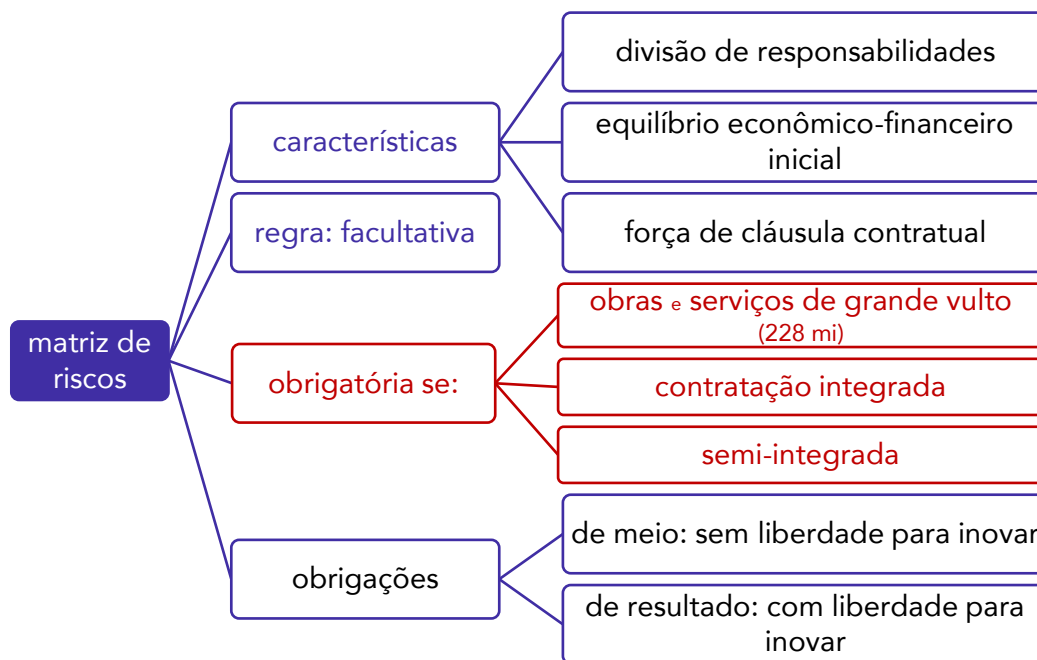 matriz de
riscos
características
divisão de responsabilidades
equilíbrio econômico-financeiro
inicial
força de cláusula contratual
regra: facultativa
obrigatória se:
obras e serviços de grande vulto
(228 mi)
contratação integrada
semi-integrada
obrigações
de meio: sem liberdade para inovar
de resultado: com liberdade para
inovar